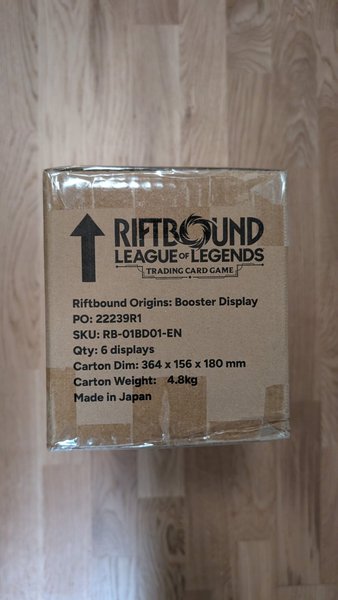 RIFTBOUND
LEAGUE OF LEGENDS
TRADING CARD GAME
Riftbound Origins: Booster Display
PO: 22239R1
SKU: RB-01BD01-EN
Qty: 6 displays
Carton Dim: 364 x 156 x 180 mm
Carton Weight: 4.8kg
Made in Japan